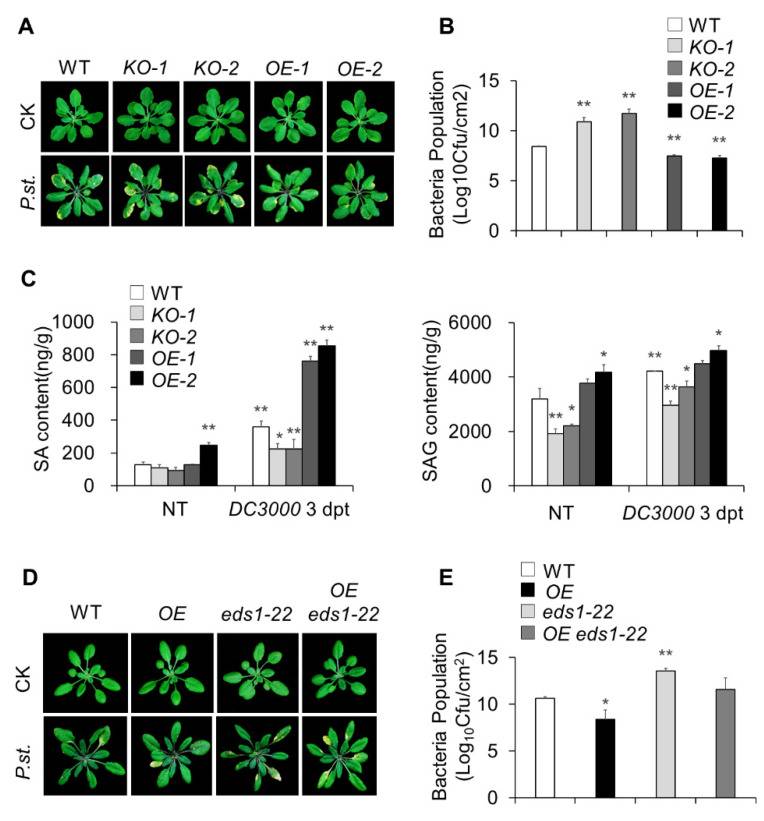 A
WT KO-1 KO-2 OE-1 OE-2
CK
P.st.
B
WT
KO-1
KO-2
OE-1
OE-2
Bacteria Population
(Log10Cfu/cm2)
15
10
5
0
** ** ** **
C
WT
KO-1
KO-2
OE-1
OE-2
SA content(ng/g)
1000
800
600
400
200
0
** ** * ** ** **
NT DC3000 3 dpt
SAG content(ng/g)
6000
4000
2000
0
** * * ** ** * *
NT DC3000 3 dpt
D
WT OE eds1-22 OE
eds1-22
CK
P.st.
E
WT
OE
eds1-22
OE eds1-22
Bacteria Population
(Log10Cfu/cm2)
15
10
5
0
* **